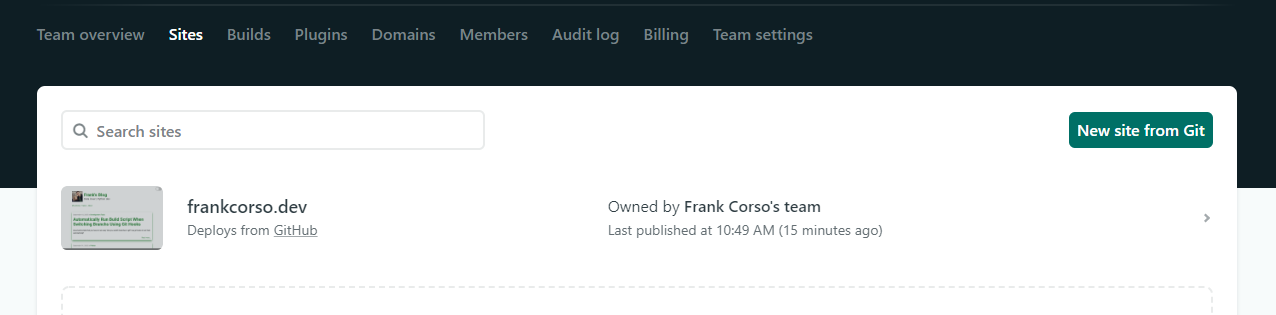 Team overview Sites Builds Plugins Domains Members Audit log Billing Team settings
Search sites
New site from Git
Frank's Blog
Automatically Run Build Script When
Switching Branches Using Git Hooks
frankcorso.dev
Deploys from GitHub
Owned by Frank Corso's team
Last published at 10:49 AM (15 minutes ago)